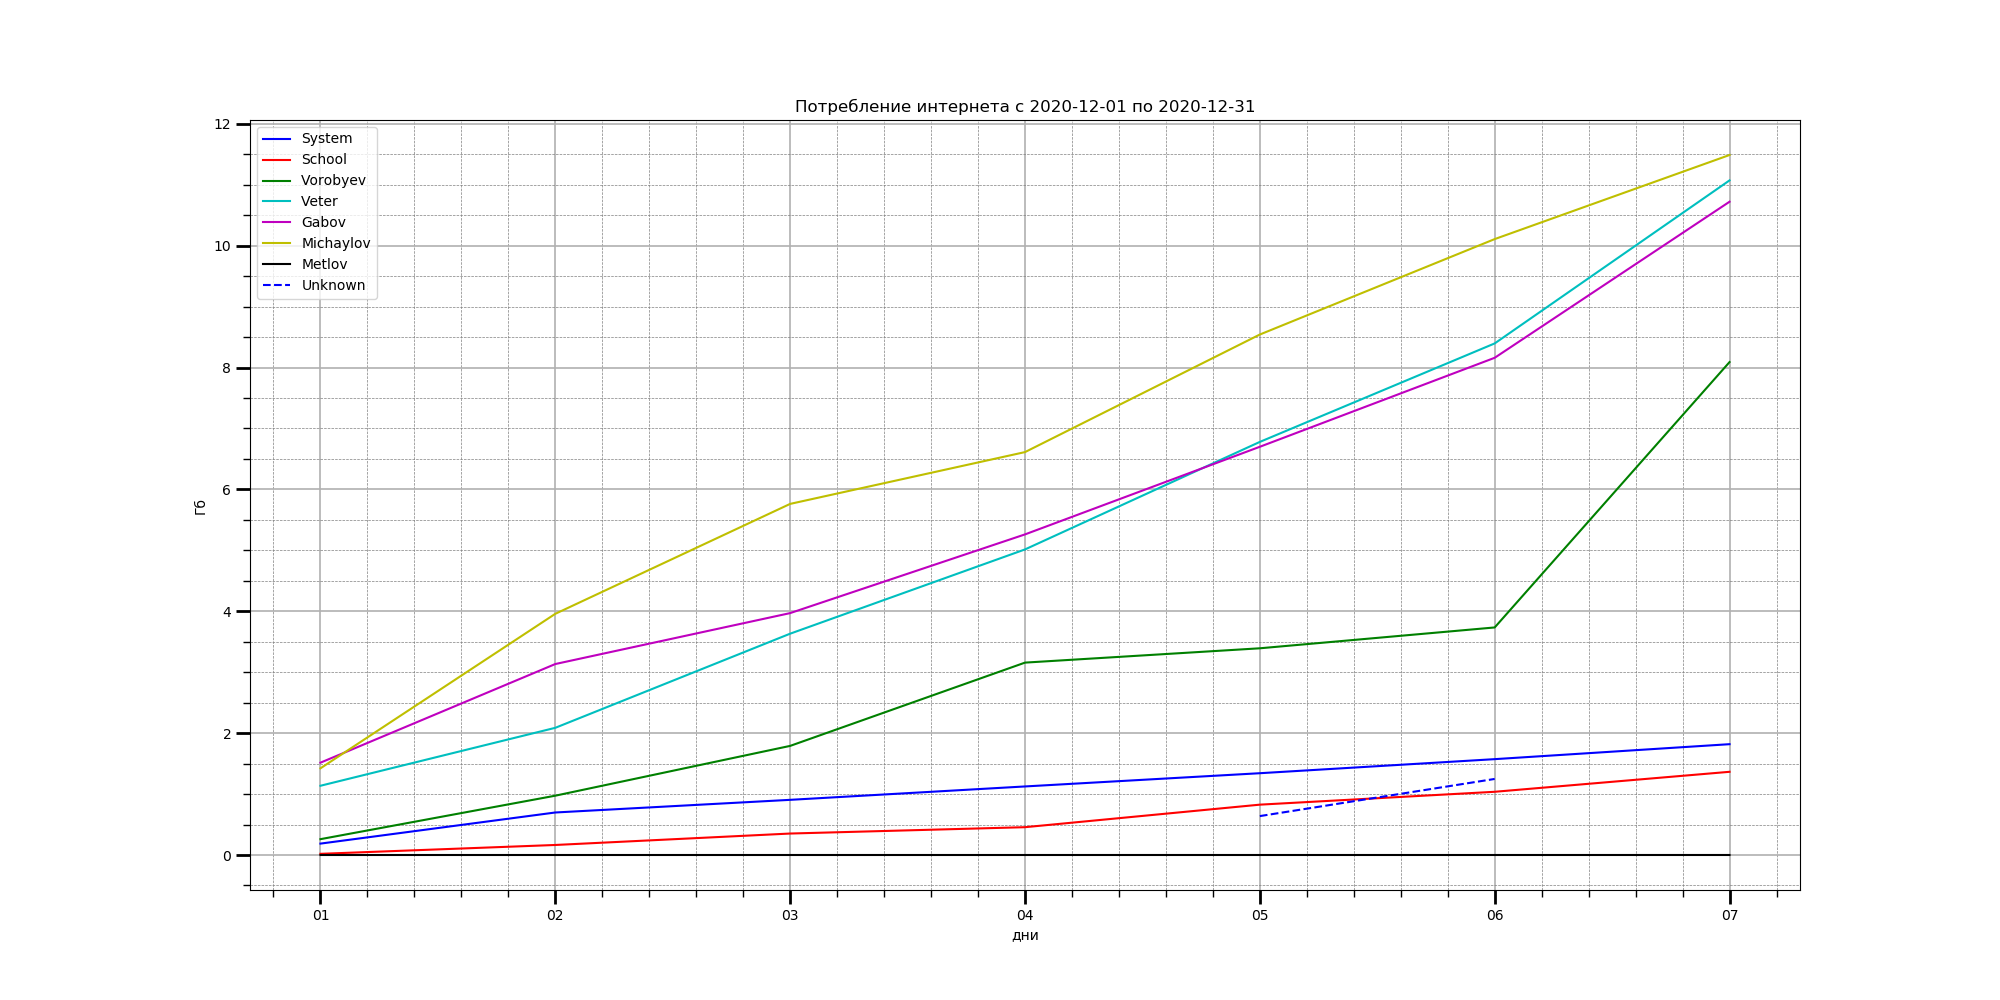 Потребление интернета с 2020-12-01 по 2020-12-31
12
10
8
6
4
2
0
Гб
System
School
Vorobyev
Veter
Gabov
Michaylov
Metlov
Unknown
01 02 03 04 05 06 07
дни